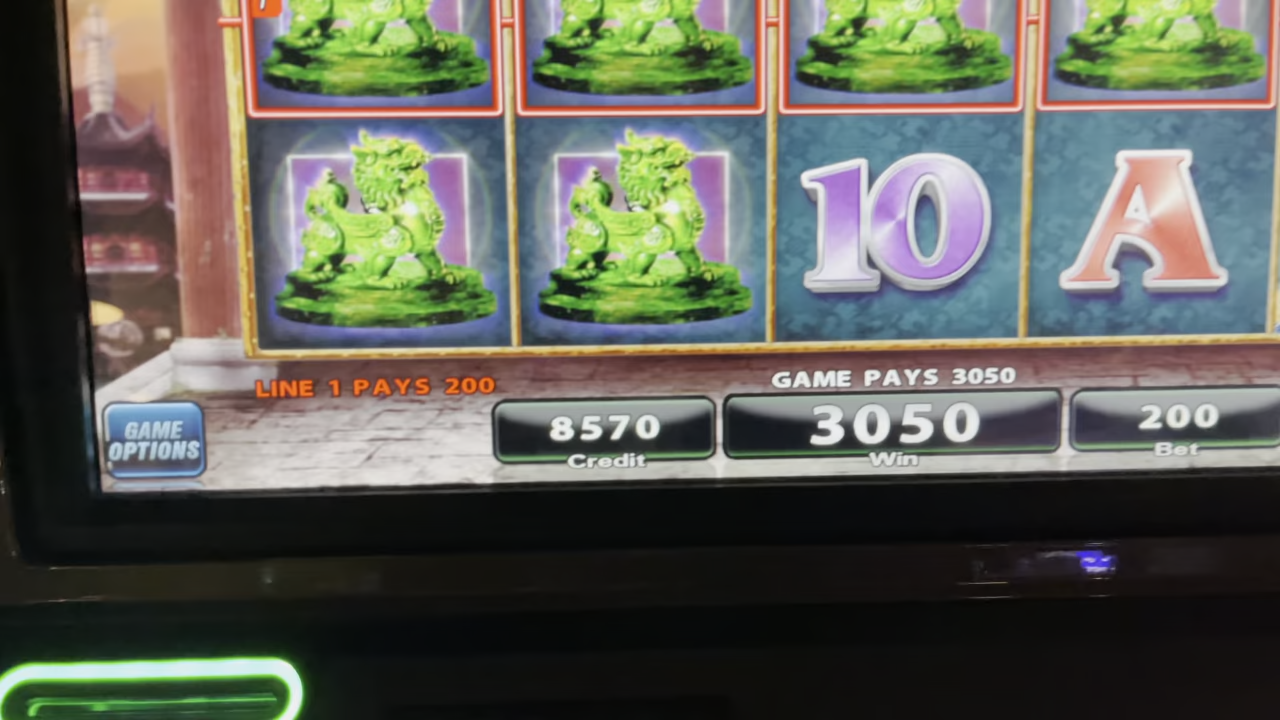 10
A
LINE 1 PAYS 200
GAME PAYS 3050
GAME
OPTIONS
8570
Credit
3050
Win
200
Bet